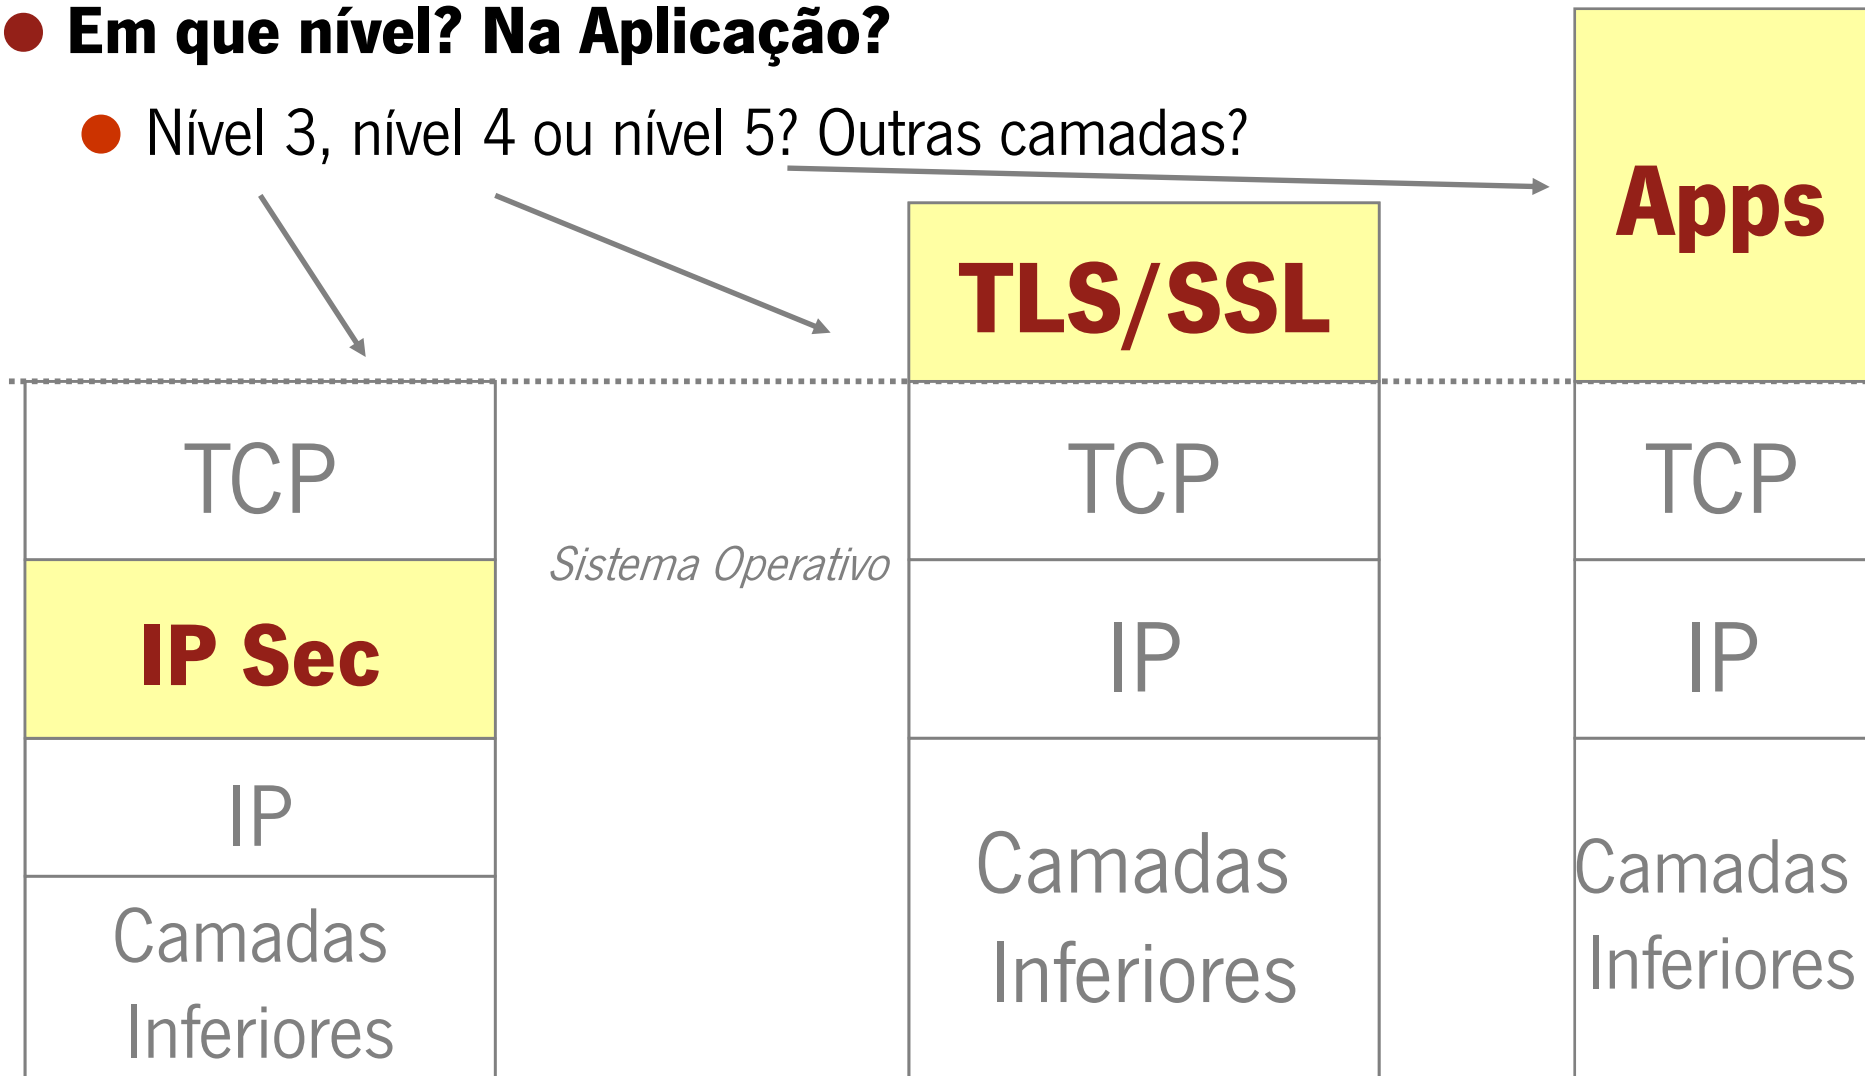 Em que nível? Na Aplicação?
Nível 3, nível 4 ou nível 5? Outras camadas?
TCP
IP Sec
IP
Camadas
Inferiores
Sistema Operativo
TLS/SSL
TCP
IP
Camadas
Inferiores
Apps
TCP
IP
Camadas
Inferiores